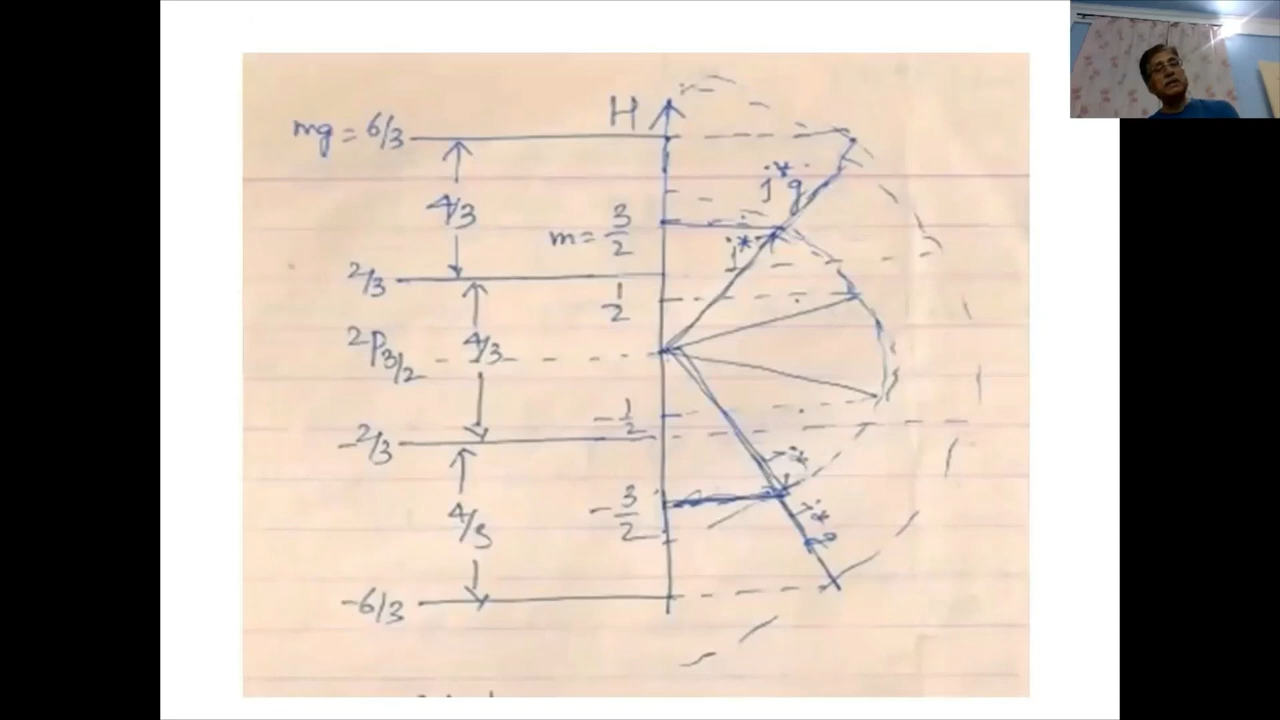 H
mg = 6/3
j*g
4/3
m = 3/2
j*
2/3
1/2
²P3/2
4/3
-1/2
-2/3
j*
-3/2
j*g
4/3
-6/3